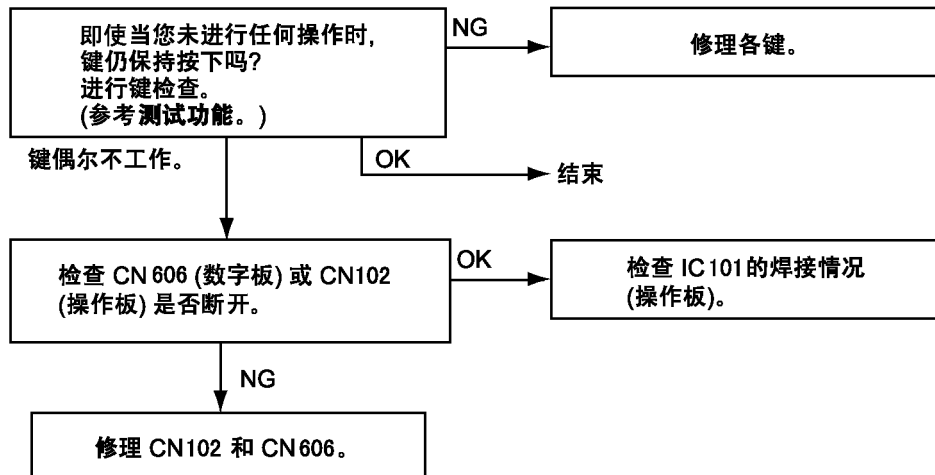 即使当您未进行任何操作时,
键仍保持按下吗?
进行键检查。
(参考测试功能。)
NG
修理各键。
键偶尔不工作。
OK
结束
检查 CN606 (数字板) 或 CN102
(操作板) 是否断开。
OK
检查 IC101的焊接情况
(操作板)。
NG
修理 CN102 和 CN606。